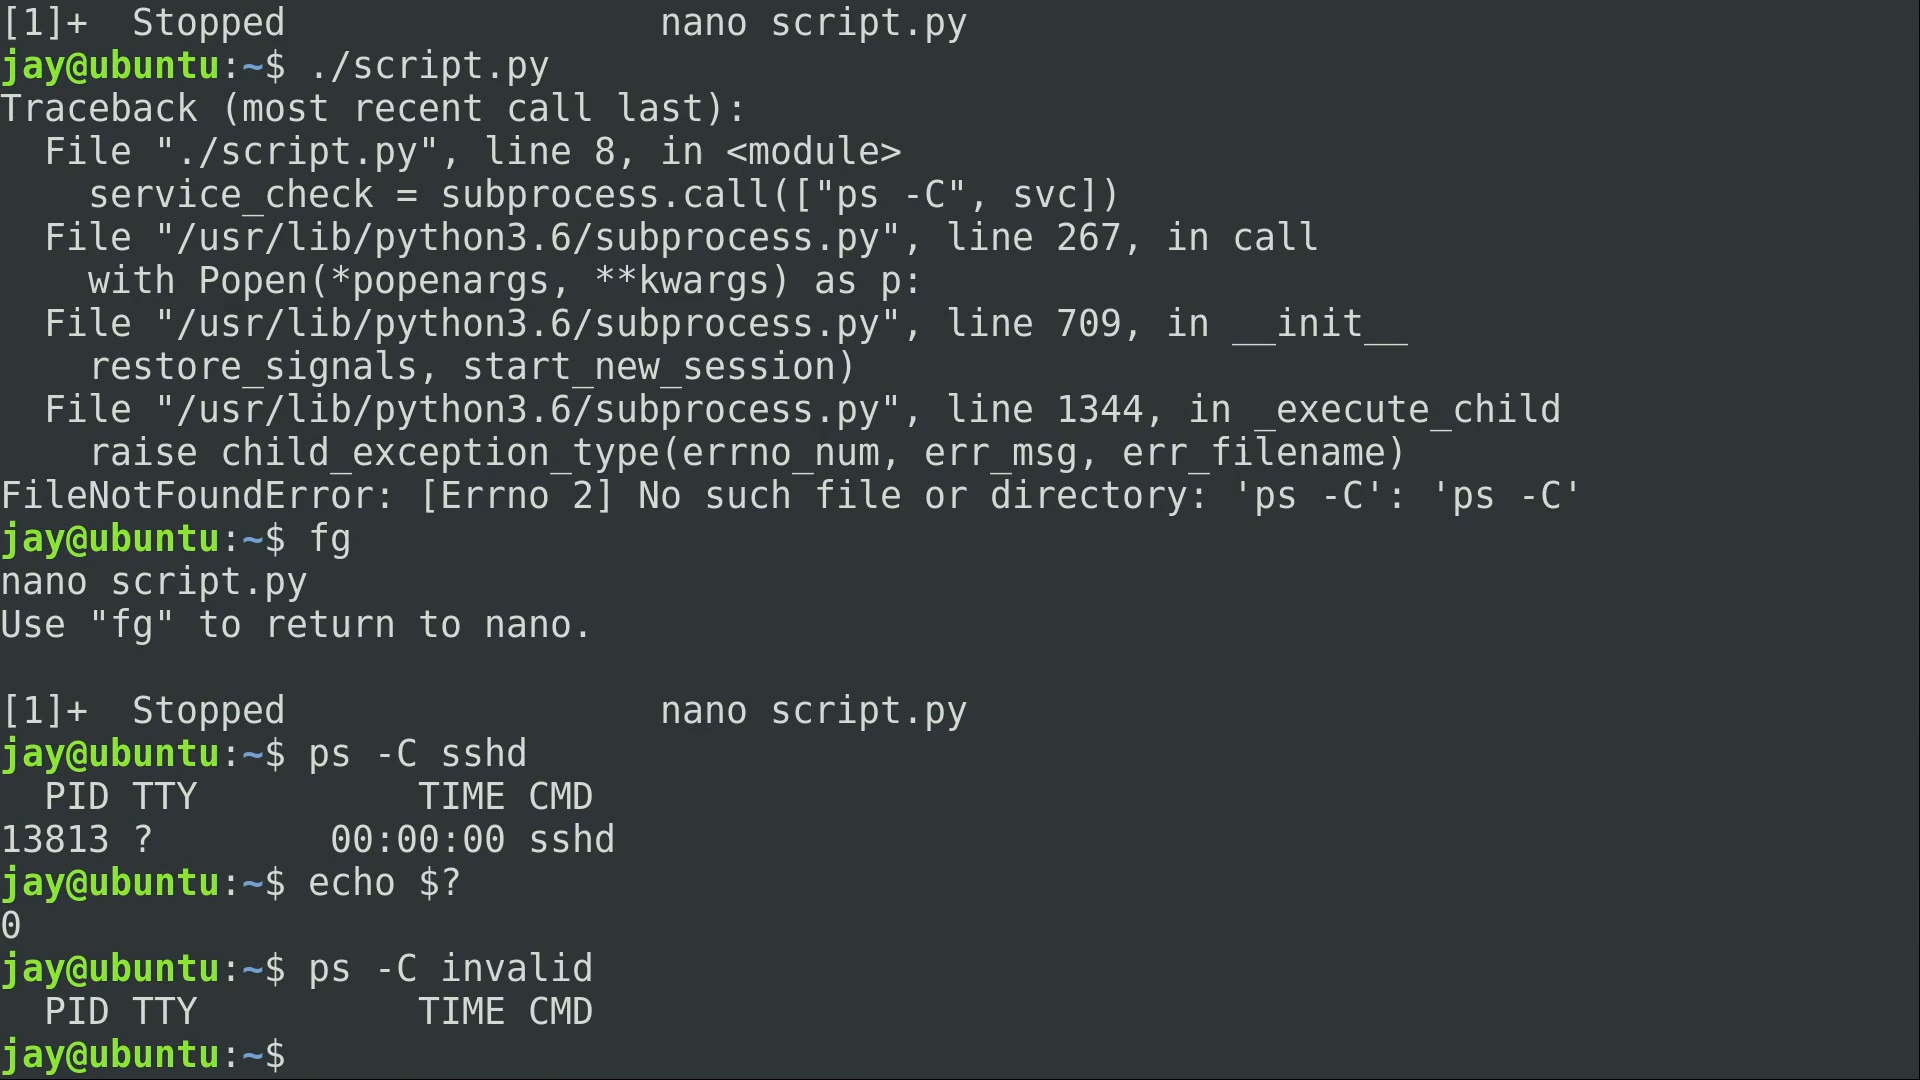 [1]+  Stopped                 nano script.py
jay@ubuntu:~$ ./script.py
Traceback (most recent call last):
  File "./script.py", line 8, in <module>
    service_check = subprocess.call(["ps -C", svc])
  File "/usr/lib/python3.6/subprocess.py", line 267, in call
    with Popen(*popenargs, **kwargs) as p:
  File "/usr/lib/python3.6/subprocess.py", line 709, in __init__
    restore_signals, start_new_session)
  File "/usr/lib/python3.6/subprocess.py", line 1344, in _execute_child
    raise child_exception_type(errno_num, err_msg, err_filename)
FileNotFoundError: [Errno 2] No such file or directory: 'ps -C': 'ps -C'
jay@ubuntu:~$ fg
nano script.py
Use "fg" to return to nano.

[1]+  Stopped                 nano script.py
jay@ubuntu:~$ ps -C sshd
  PID TTY          TIME CMD
13813 ?        00:00:00 sshd
jay@ubuntu:~$ echo $?
0
jay@ubuntu:~$ ps -C invalid
  PID TTY          TIME CMD
jay@ubuntu:~$